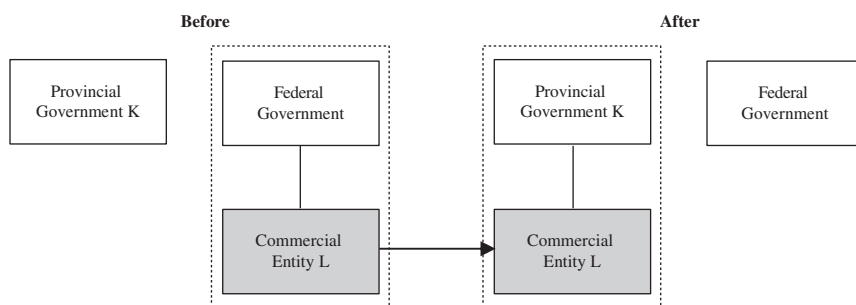 Before
After
Provincial
Government K
Federal
Government
Provincial
Government K
Federal
Government
Commercial
Entity L
Commercial
Entity L